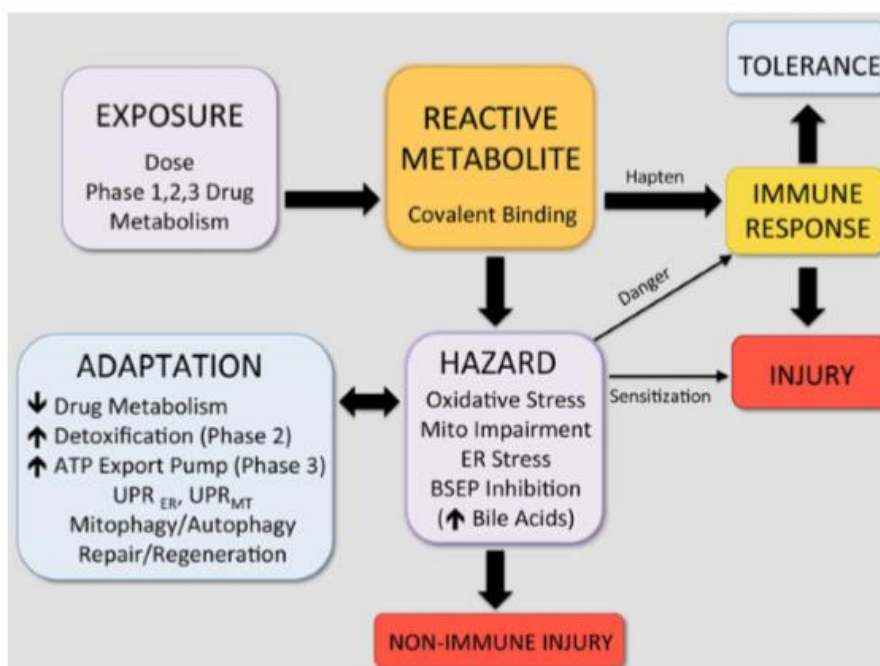 EXPOSURE
Dose
Phase 1,2,3 Drug
Metabolism
REACTIVE
METABOLITE
Covalent Binding
Hapten
TOLERANCE
IMMUNE
RESPONSE
Danger
ADAPTATION
↓ Drug Metabolism
↑ Detoxification (Phase 2)
↑ ATP Export Pump (Phase 3)
UPR ER, UPRMT
Mitophagy/Autophagy
Repair/Regeneration
HAZARD
Oxidative Stress
Mito Impairment
ER Stress
BSEP Inhibition
(↑ Bile Acids)
Sensitization
INJURY
NON-IMMUNE INJURY